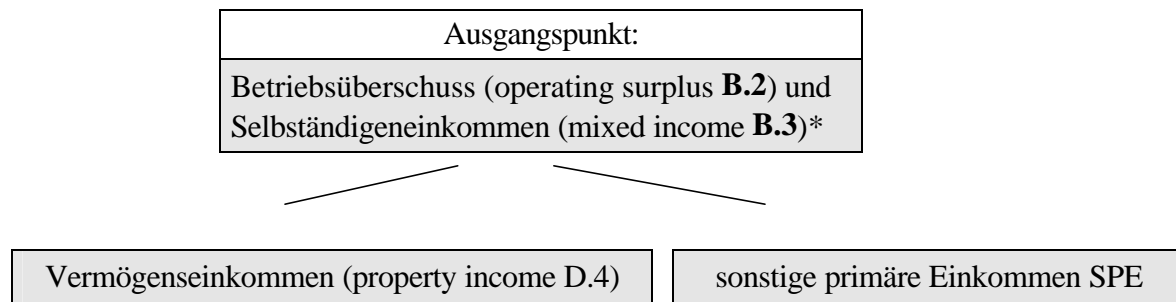 Ausgangspunkt:
Betriebsüberschuss (operating surplus B.2) und
Selbständigeneinkommen (mixed income B.3)*
Vermögenseinkommen (property income D.4)
sonstige primäre Einkommen SPE